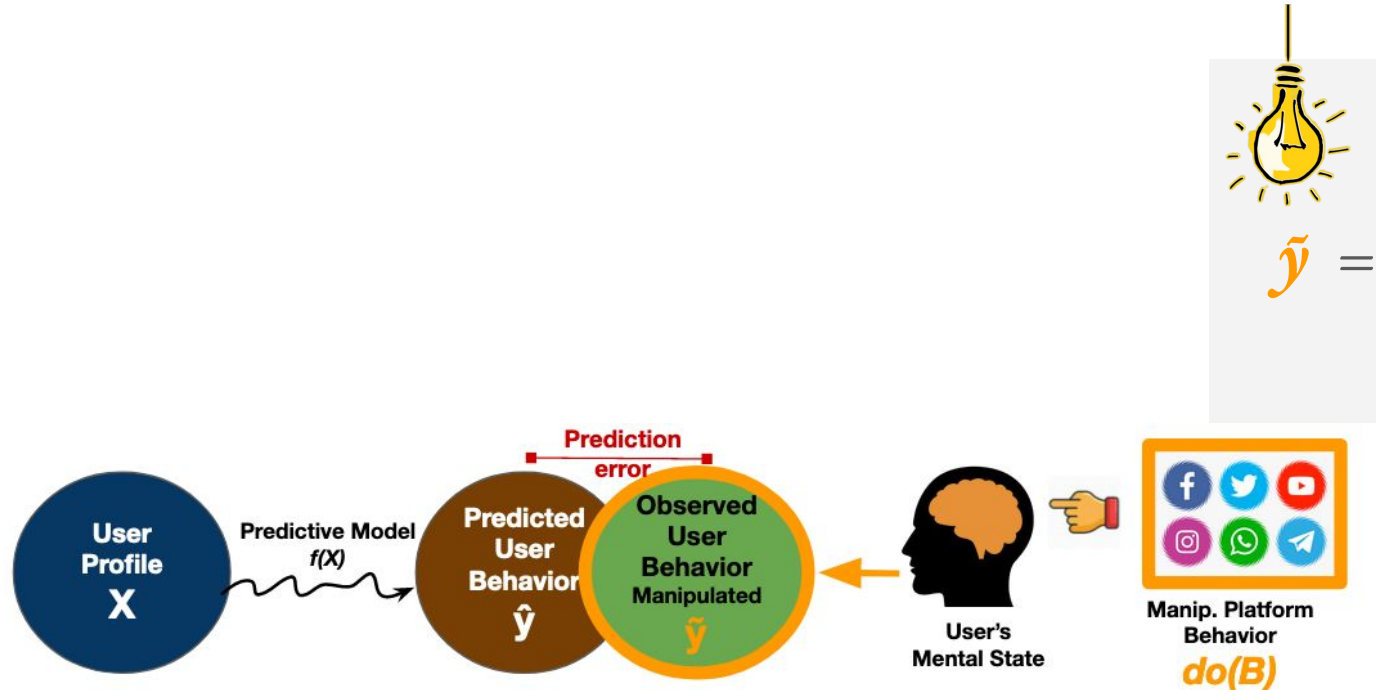 ỹ =
Prediction
error
User
Profile
X
Predictive Model
f(X)
Predicted
User
Behavior
ŷ
Observed
User
Behavior
Manipulated
ỹ
User's
Mental State
Manip. Platform
Behavior
do(B)